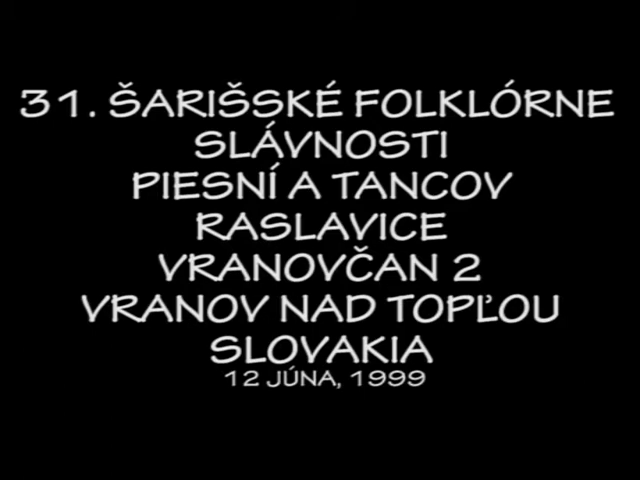 31. ŠARIŠSKÉ FOLKLÓRNE
SLÁVNOSTI
PIESNÍ A TANCOV
RASLAVICE
VRANOVČAN 2
VRANOV NAD TOPĽOU
SLOVAKIA
12 JÚNA, 1999